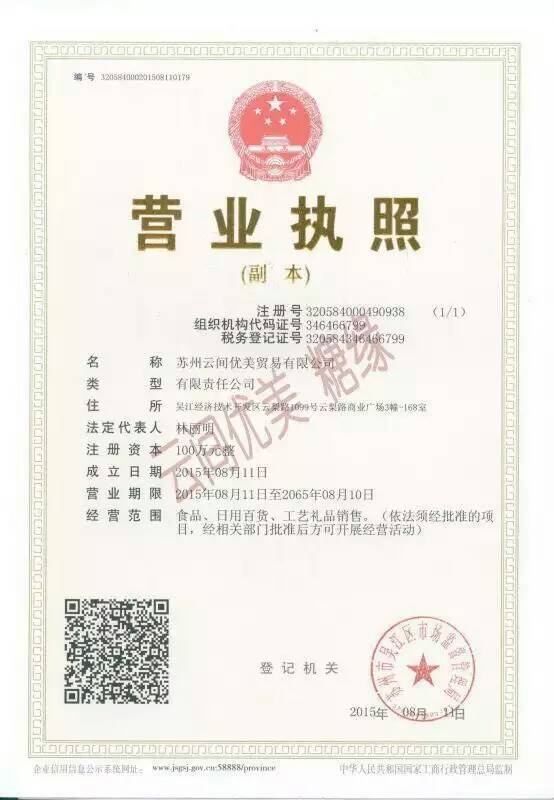 编 号 320584000201508110179
营业执照
(副 本)
注 册 号 320584000490938 (1/1)
组织机构代码证号 346466799
税务登记证号 320584346466799
名 称 苏州云间优美贸易有限公司
类 型 有限责任公司
住 所 吴江经济技术开发区云梨路1099号云梨路商业广场3幢-168室
法定代表人 林丽明
注 册 资 本 100万元整
成 立 日 期 2015年08月11日
营 业 期 限 2015年08月11日至2065年08月10日
经 营 范 围 食品、日用百货、工艺礼品销售。(依法须经批准的项
目，经相关部门批准后方可开展经营活动)
云间优美 糖缘
登 记 机 关
苏州市吴江区市场监督管理局
2015年 08月 11日
企业信用信息公示系统网址: www.jsgsj.gov.cn:58888/province
中华人民共和国国家工商行政管理总局监制